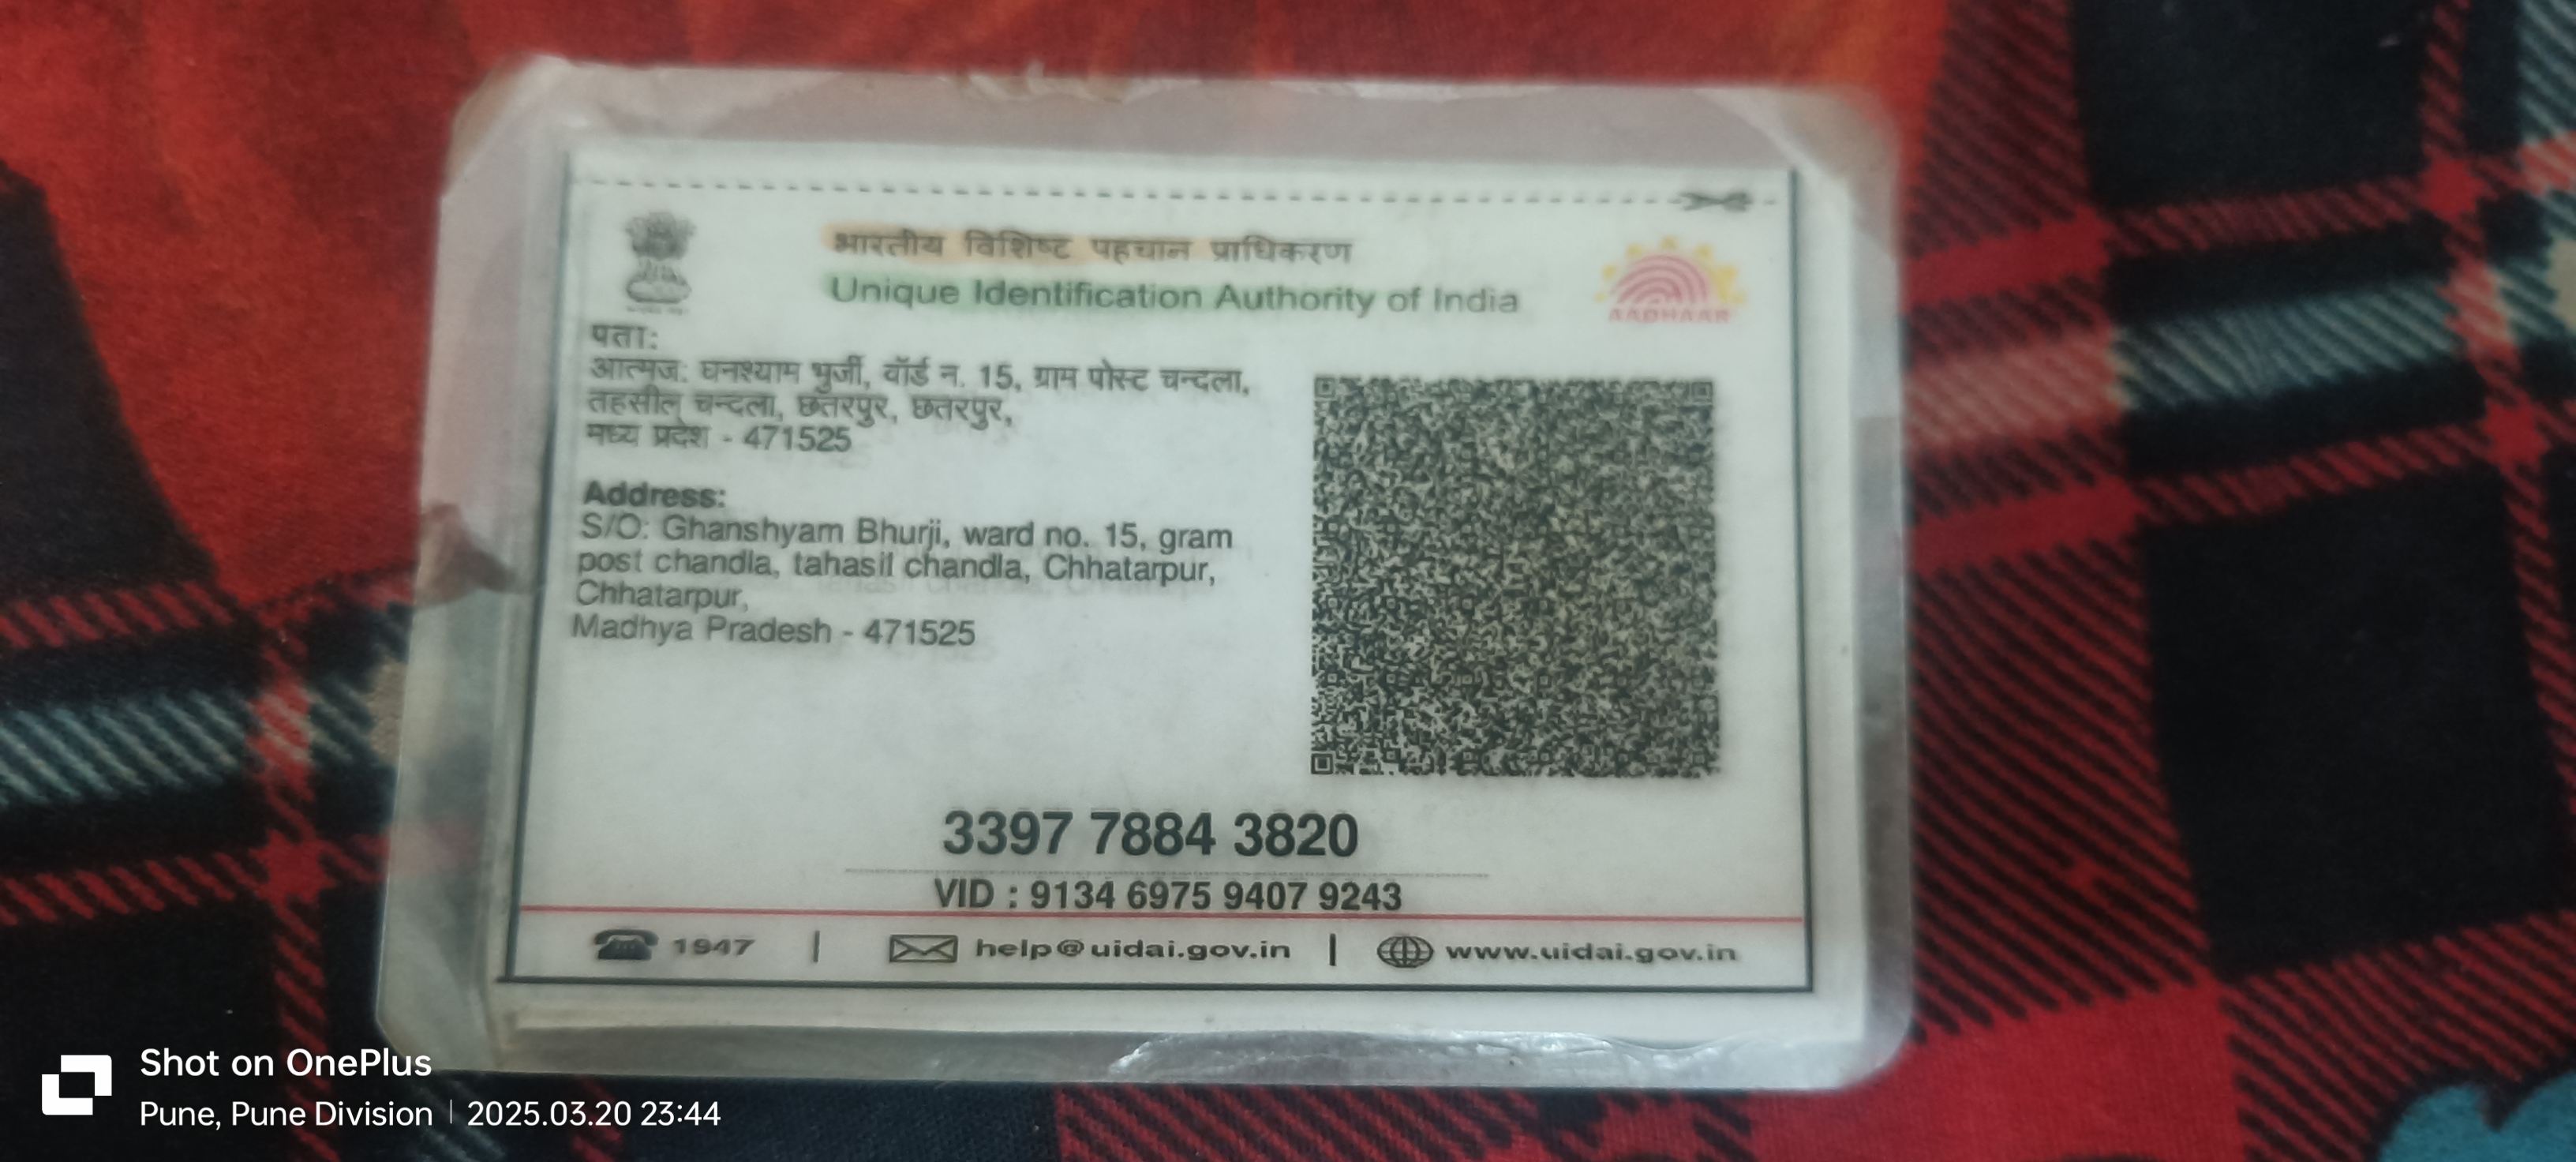 भारतीय विशिष्ट पहचान प्राधिकरण
Unique Identification Authority of India
AADHAAR
पता:
आत्मज: घनश्याम भुर्जी, वॉर्ड न. 15, ग्राम पोस्ट चन्दला,
तहसील चन्दला, छतरपुर, छतरपुर,
मध्य प्रदेश - 471525
Address:
S/O: Ghanshyam Bhurji, ward no. 15, gram
post chandla, tahasil chandla, Chhatarpur,
Chhatarpur,
Madhya Pradesh - 471525
3397 7884 3820
VID : 9134 6975 9407 9243
1947 | help@uidai.gov.in | www.uidai.gov.in
Shot on OnePlus
Pune, Pune Division | 2025.03.20 23:44